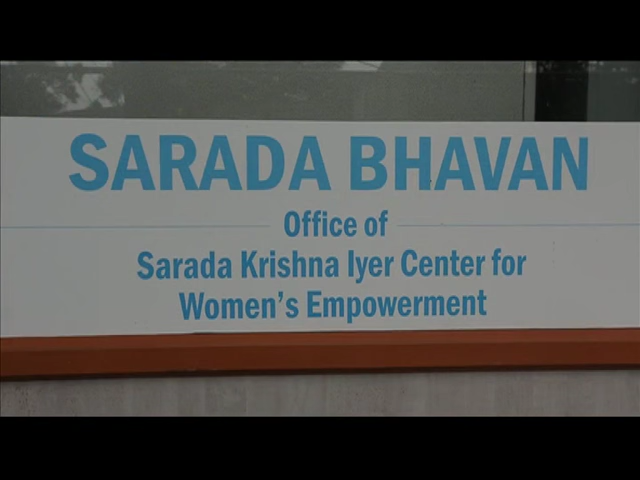 SARADA BHAVAN
Office of
Sarada Krishna Iyer Center for
Women's Empowerment